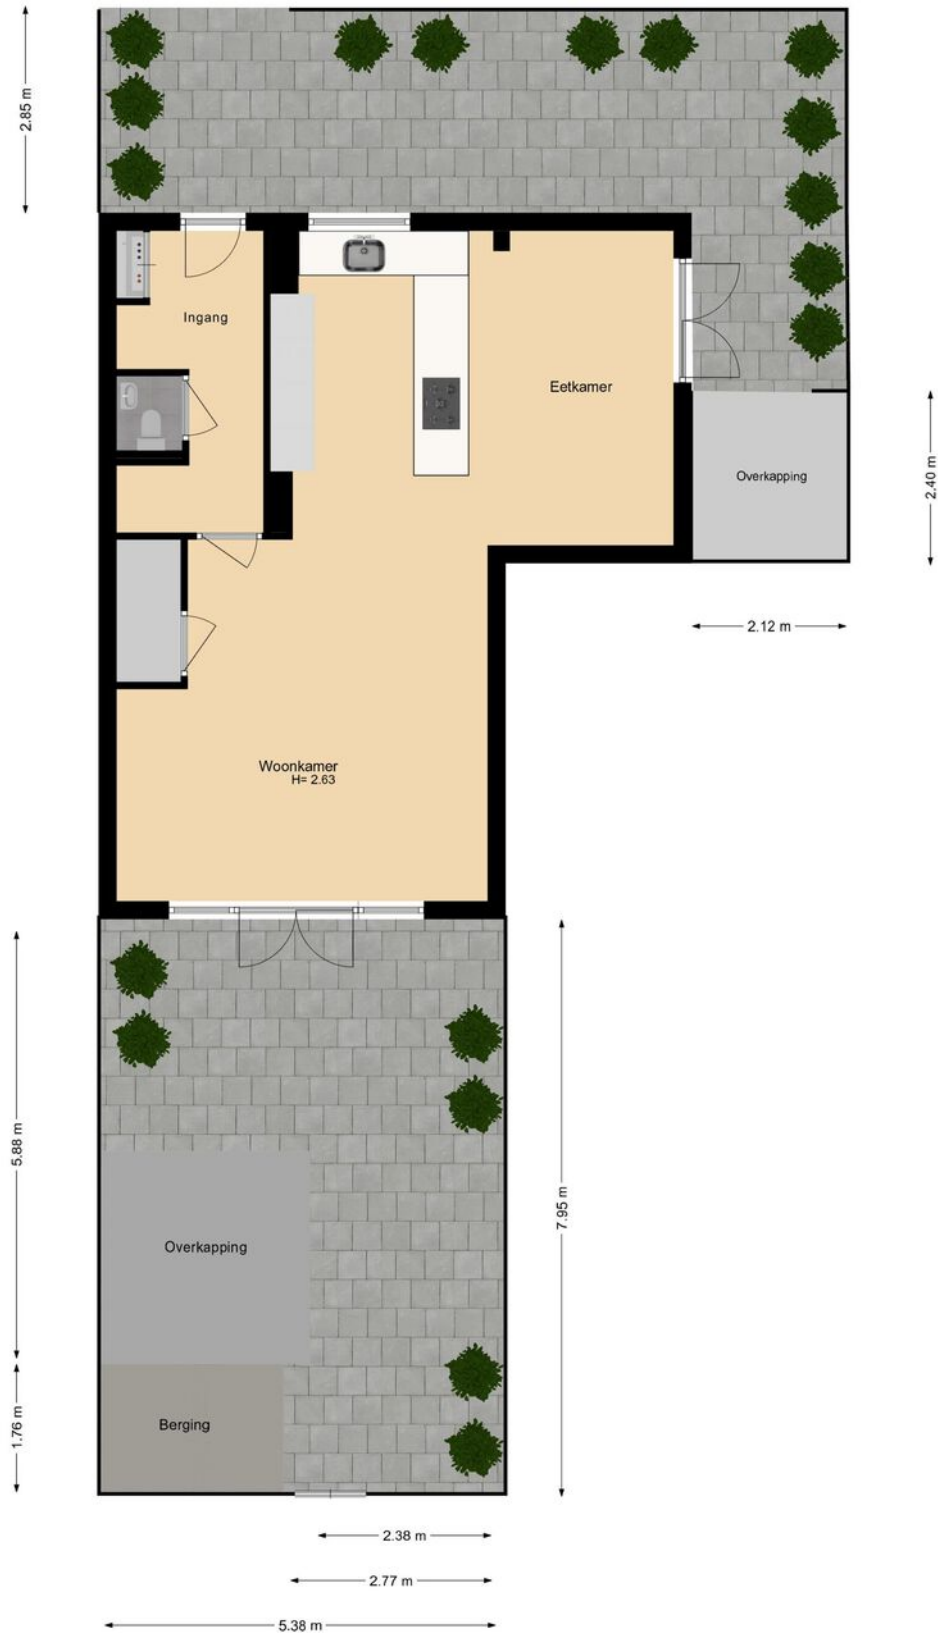 2.85 m
Ingang
Eetkamer
Overkapping
2.40 m
2.12 m
Woonkamer
H= 2.63
5.88 m
7.95 m
Overkapping
1.76 m
Berging
2.38 m
2.77 m
5.38 m